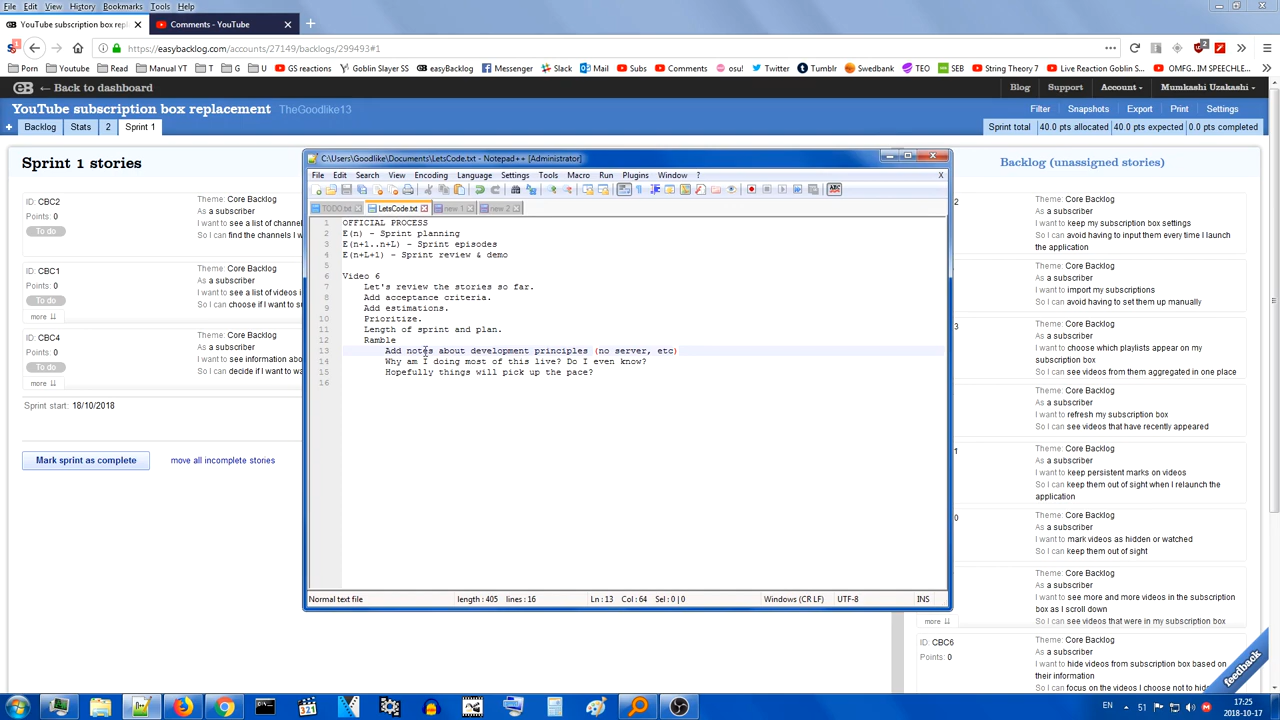 File Edit View History Bookmarks Tools Help
YouTube subscription box repl
Comments - YouTube
https://easybacklog.com/accounts/27149/backlogs/299493#1
Porn Youtube Read Manual YT T G U GS reactions Goblin Slayer SS easyBacklog Messenger Slack Mail Subs Comments osu! Twitter Tumblr Swedbank TEO SEB String Theory 7 Live Reaction Goblin S... OMFG.. IM SPEECHLE...
Back to dashboard
Blog Support Account Mumkashi Uzakashi
YouTube subscription box replacement TheGoodlike13
Filter Snapshots Export Print Settings
Backlog Stats 2 Sprint 1
Sprint total 40.0 pts allocated 40.0 pts expected 0.0 pts completed
Sprint 1 stories
ID: CBC2
Points: 0
To do
Theme: Core Backlog
As a subscriber
I want to see a list of channel
So I can find the channels I w
ID: CBC1
Points: 0
To do
more
Theme: Core Backlog
As a subscriber
I want to see a list of videos i
So I can choose if I want to s
ID: CBC4
Points: 0
To do
more
Theme: Core Backlog
As a subscriber
I want to see information abou
So I can decide if I want to wa
Sprint start: 18/10/2018
Mark sprint as complete
move all incomplete stories
C:\Users\Goodlike\Documents\LetsCode.txt - Notepad++ [Administrator]
File Edit Search View Encoding Language Settings Tools Macro Run Plugins Window ? X
TODO.txt LetsCode.txt new 1 new 2
1 OFFICIAL PROCESS
2 E(n) - Sprint planning
3 E(n+1..n+L) - Sprint episodes
4 E(n+L+1) - Sprint review & demo
5
6 Video 6
7 Let's review the stories so far.
8 Add acceptance criteria.
9 Add estimations.
10 Prioritize.
11 Length of sprint and plan.
12 Ramble
13 Add notes about development principles (no server, etc)
14 Why am I doing most of this live? Do I even know?
15 Hopefully things will pick up the pace?
16
Normal text file length : 405 lines : 16 Ln : 13 Col : 64 Sel : 0 | 0 Windows (CR LF) UTF-8 INS
Backlog (unassigned stories)
2
Theme: Core Backlog
As a subscriber
I want to keep my subscription settings
So I can avoid having to input them every time I launch
the application
Theme: Core Backlog
As a subscriber
I want to import my subscriptions
So I can avoid having to set them up manually
3
Theme: Core Backlog
As a subscriber
I want to choose which playlists appear on my
subscription box
So I can see videos from them aggregated in one place
Theme: Core Backlog
As a subscriber
I want to refresh my subscription box
So I can see videos that have recently appeared
1
Theme: Core Backlog
As a subscriber
I want to keep persistent marks on videos
So I can keep them out of sight when I relaunch the
application
0
Theme: Core Backlog
As a subscriber
I want to mark videos as hidden or watched
So I can keep them out of sight
Theme: Core Backlog
As a subscriber
I want to see more and more videos in the subscription
box as I scroll down
So I can see videos that were in my subscription box
more
ID: CBC6
Points: 0
Theme: Core Backlog
As a subscriber
I want to hide videos from subscription box based on
their information
So I can focus on the videos I choose not to hid
feedback
EN 51
17:25
2018-10-17